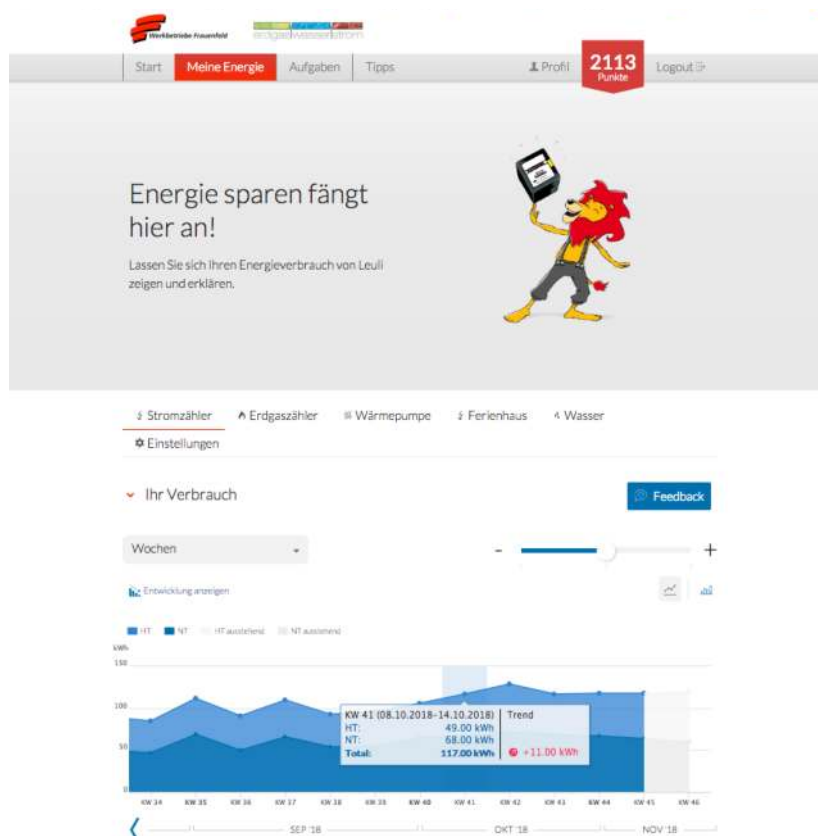 Werkbetriebe Frauenfeld
erdgas|wasser|strom
Start Meine Energie Aufgaben Tipps Profil 2113 Punkte Logout
Energie sparen fängt
hier an!
Lassen Sie sich Ihren Energieverbrauch von Leuli
zeigen und erklären.
Stromzähler Erdgaszähler Wärmepumpe Ferienhaus Wasser
Einstellungen
Ihr Verbrauch Feedback
Wochen - +
Entwicklung anzeigen
HT NT HT ausstehend NT ausstehend
kWh
150
100
50
0
KW 41 (08.10.2018-14.10.2018) Trend
HT: 49.00 kWh
NT: 68.00 kWh
Total: 117.00 kWh +11.00 kWh
KW 34 KW 35 KW 36 KW 37 KW 38 KW 39 KW 40 KW 41 KW 42 KW 43 KW 44 KW 45 KW 46
SEP '18 OKT '18 NOV '18